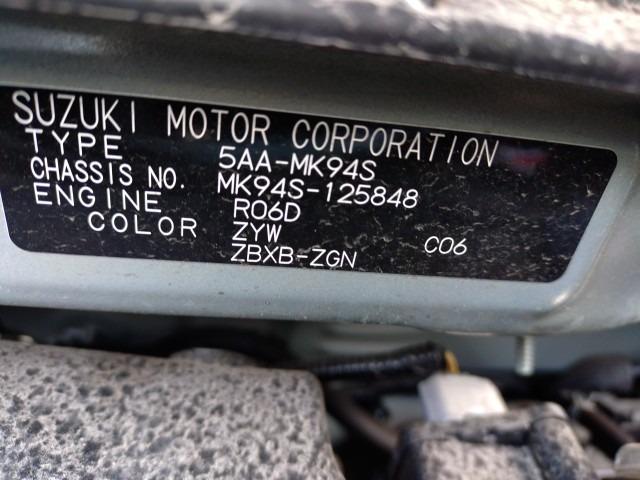 SUZUKI MOTOR CORPORATION
TYPE 5AA-MK94S
CHASSIS NO. MK94S-125848
ENGINE R06D
COLOR ZYW C06
ZBXB-ZGN